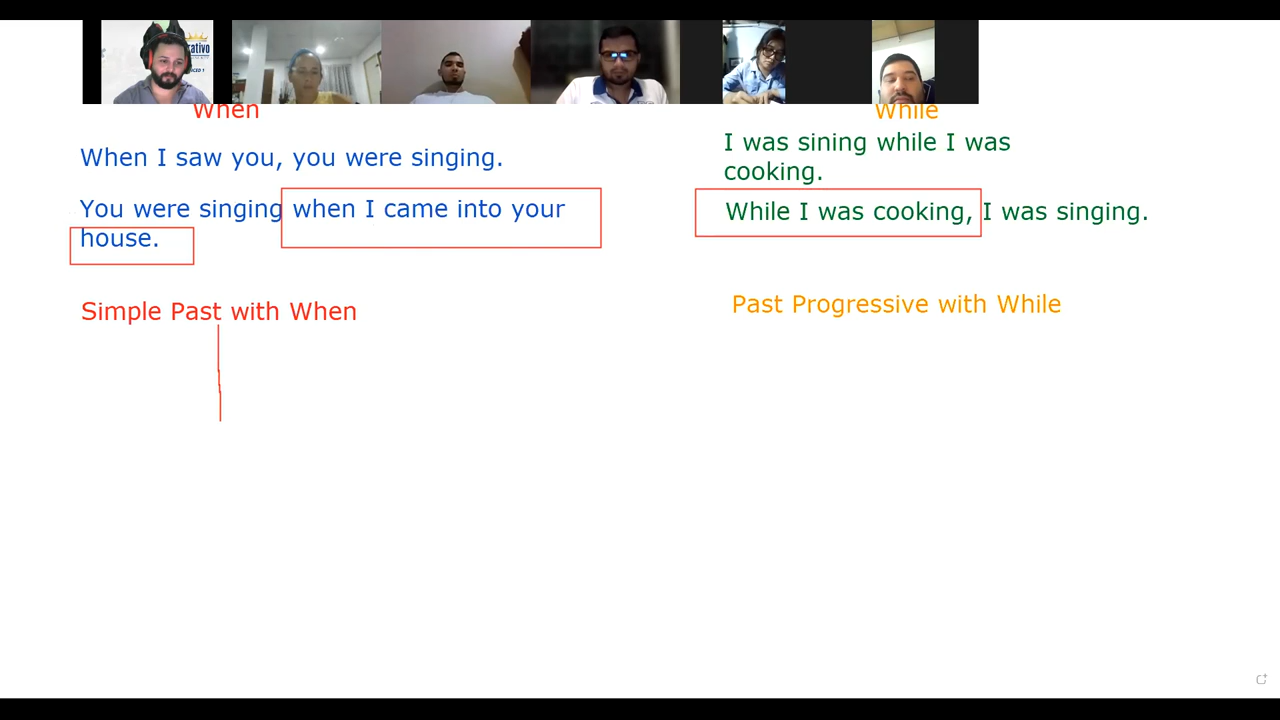 rativo
When
When I saw you, you were singing.
You were singing when I came into your
house.
Simple Past with When
While
I was sining while I was
cooking.
While I was cooking, I was singing.
Past Progressive with While